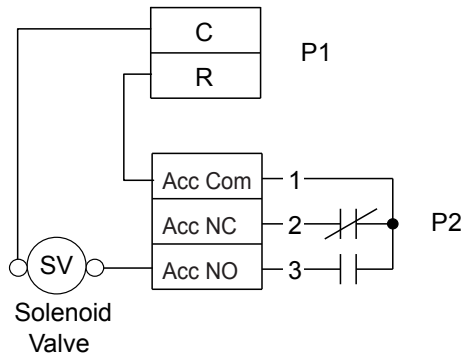 C
P1
R
Acc Com 1
Acc NC 2
P2
Acc NO 3
SV
Solenoid
Valve